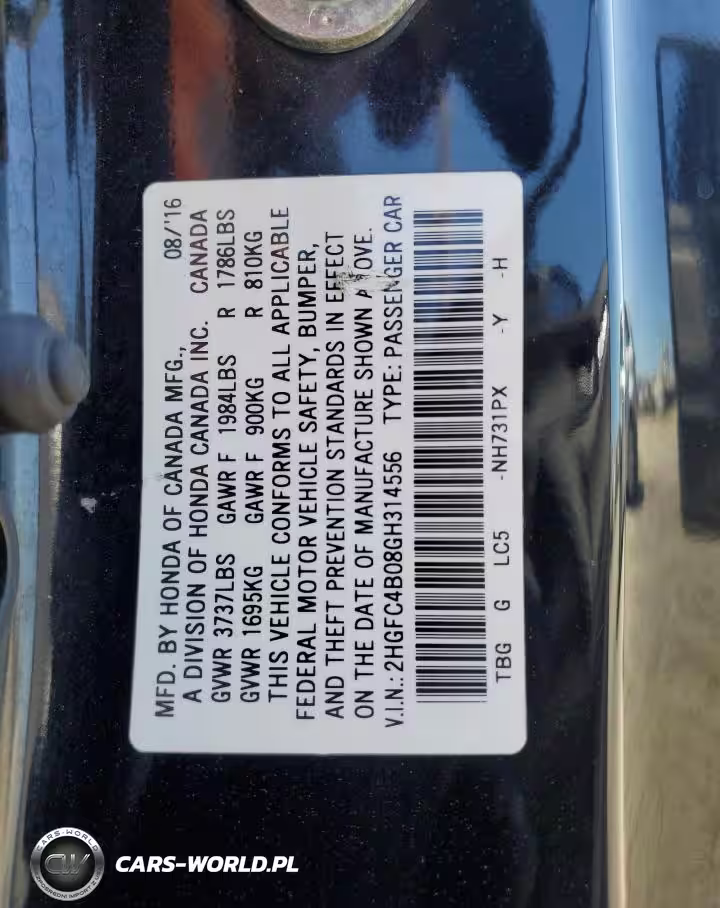 MFD. BY HONDA OF CANADA MFG., 08/'16
A DIVISION OF HONDA CANADA INC. CANADA
GVWR 3737LBS GAWR F 1984LBS R 1786LBS
GVWR 1695KG GAWR F 900KG R 810KG
THIS VEHICLE CONFORMS TO ALL APPLICABLE
FEDERAL MOTOR VEHICLE SAFETY, BUMPER,
AND THEFT PREVENTION STANDARDS IN EFFECT
ON THE DATE OF MANUFACTURE SHOWN ABOVE.
V.I.N.: 2HGFC4B08GH314556 TYPE: PASSENGER CAR
TBG G LC5 -NH731PX -Y -H
CARS-WORLD
CW
CARS-WORLD.PL